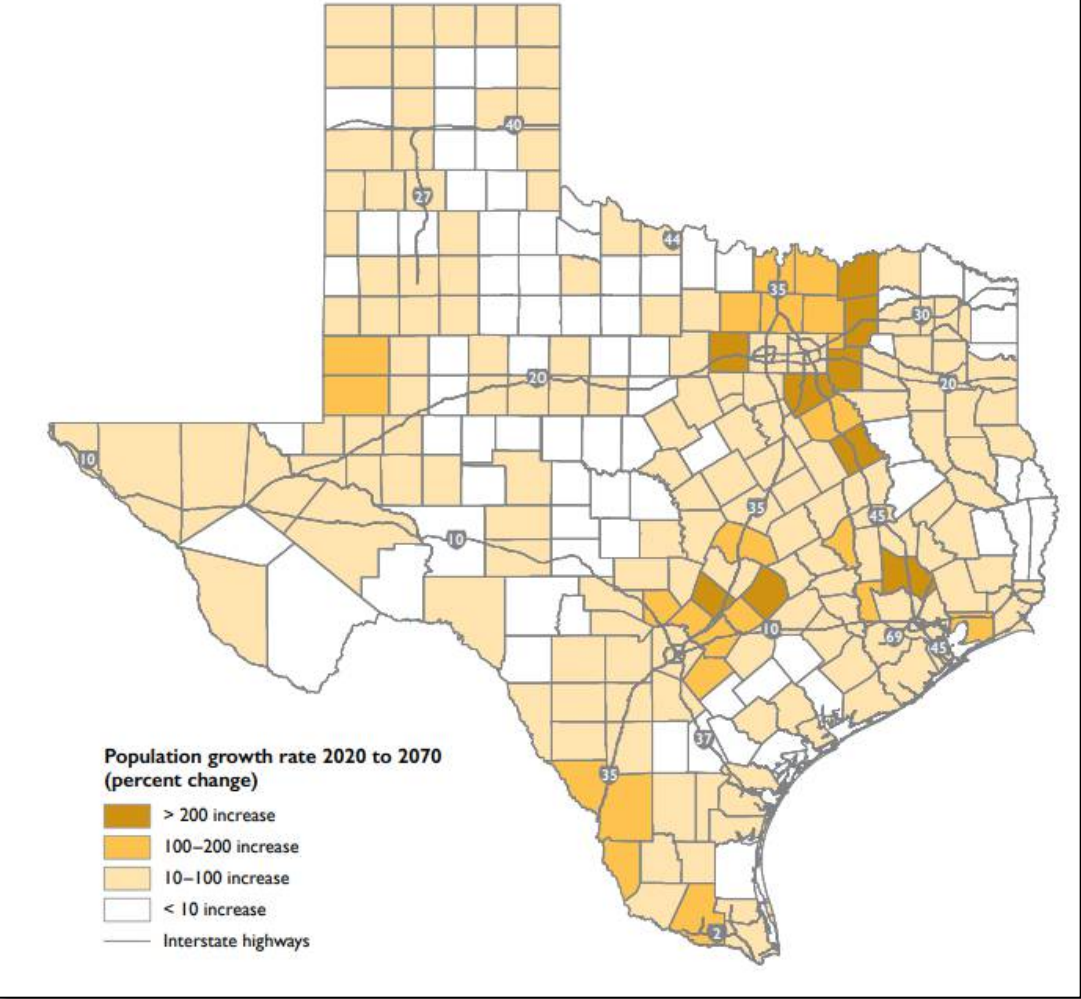 40
27
44
35
30
20
20
10
35
45
10
10
69
45
37
35
2
Population growth rate 2020 to 2070
(percent change)
> 200 increase
100–200 increase
10–100 increase
< 10 increase
Interstate highways